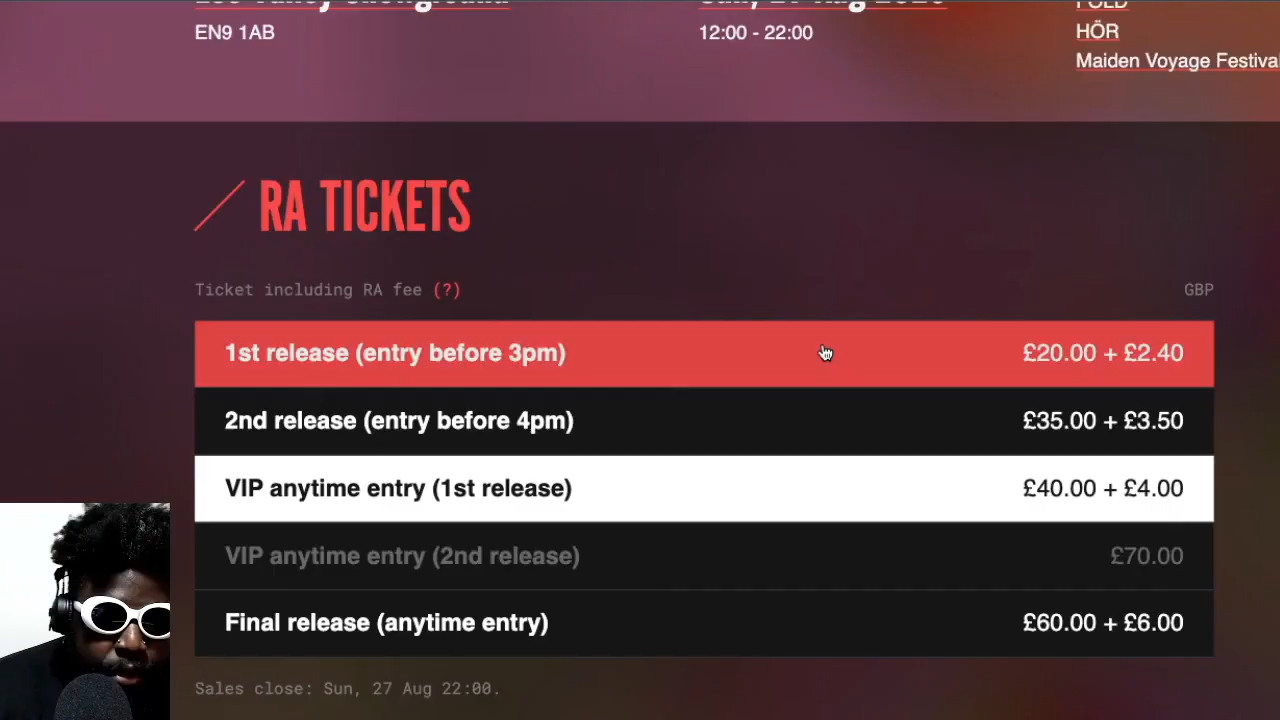 EN9 1AB
12:00 - 22:00
FOLD
HÖR
Maiden Voyage Festival
RA TICKETS
Ticket including RA fee (?)
GBP
1st release (entry before 3pm)
£20.00 + £2.40
2nd release (entry before 4pm)
£35.00 + £3.50
VIP anytime entry (1st release)
£40.00 + £4.00
VIP anytime entry (2nd release)
£70.00
Final release (anytime entry)
£60.00 + £6.00
Sales close: Sun, 27 Aug 22:00.